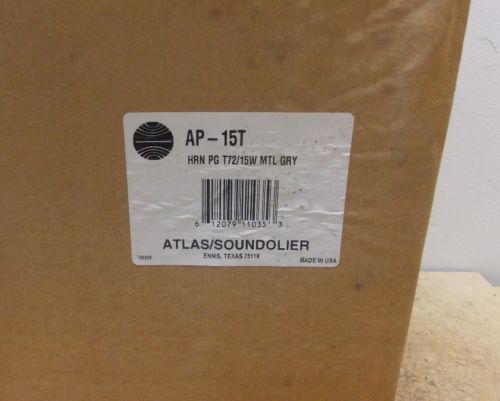 AP-15T
HRN PG T72/15W MTL GRY
6 12079 11035 3
ATLAS/SOUNDOLIER
ENNIS, TEXAS 75119
MADE IN USA